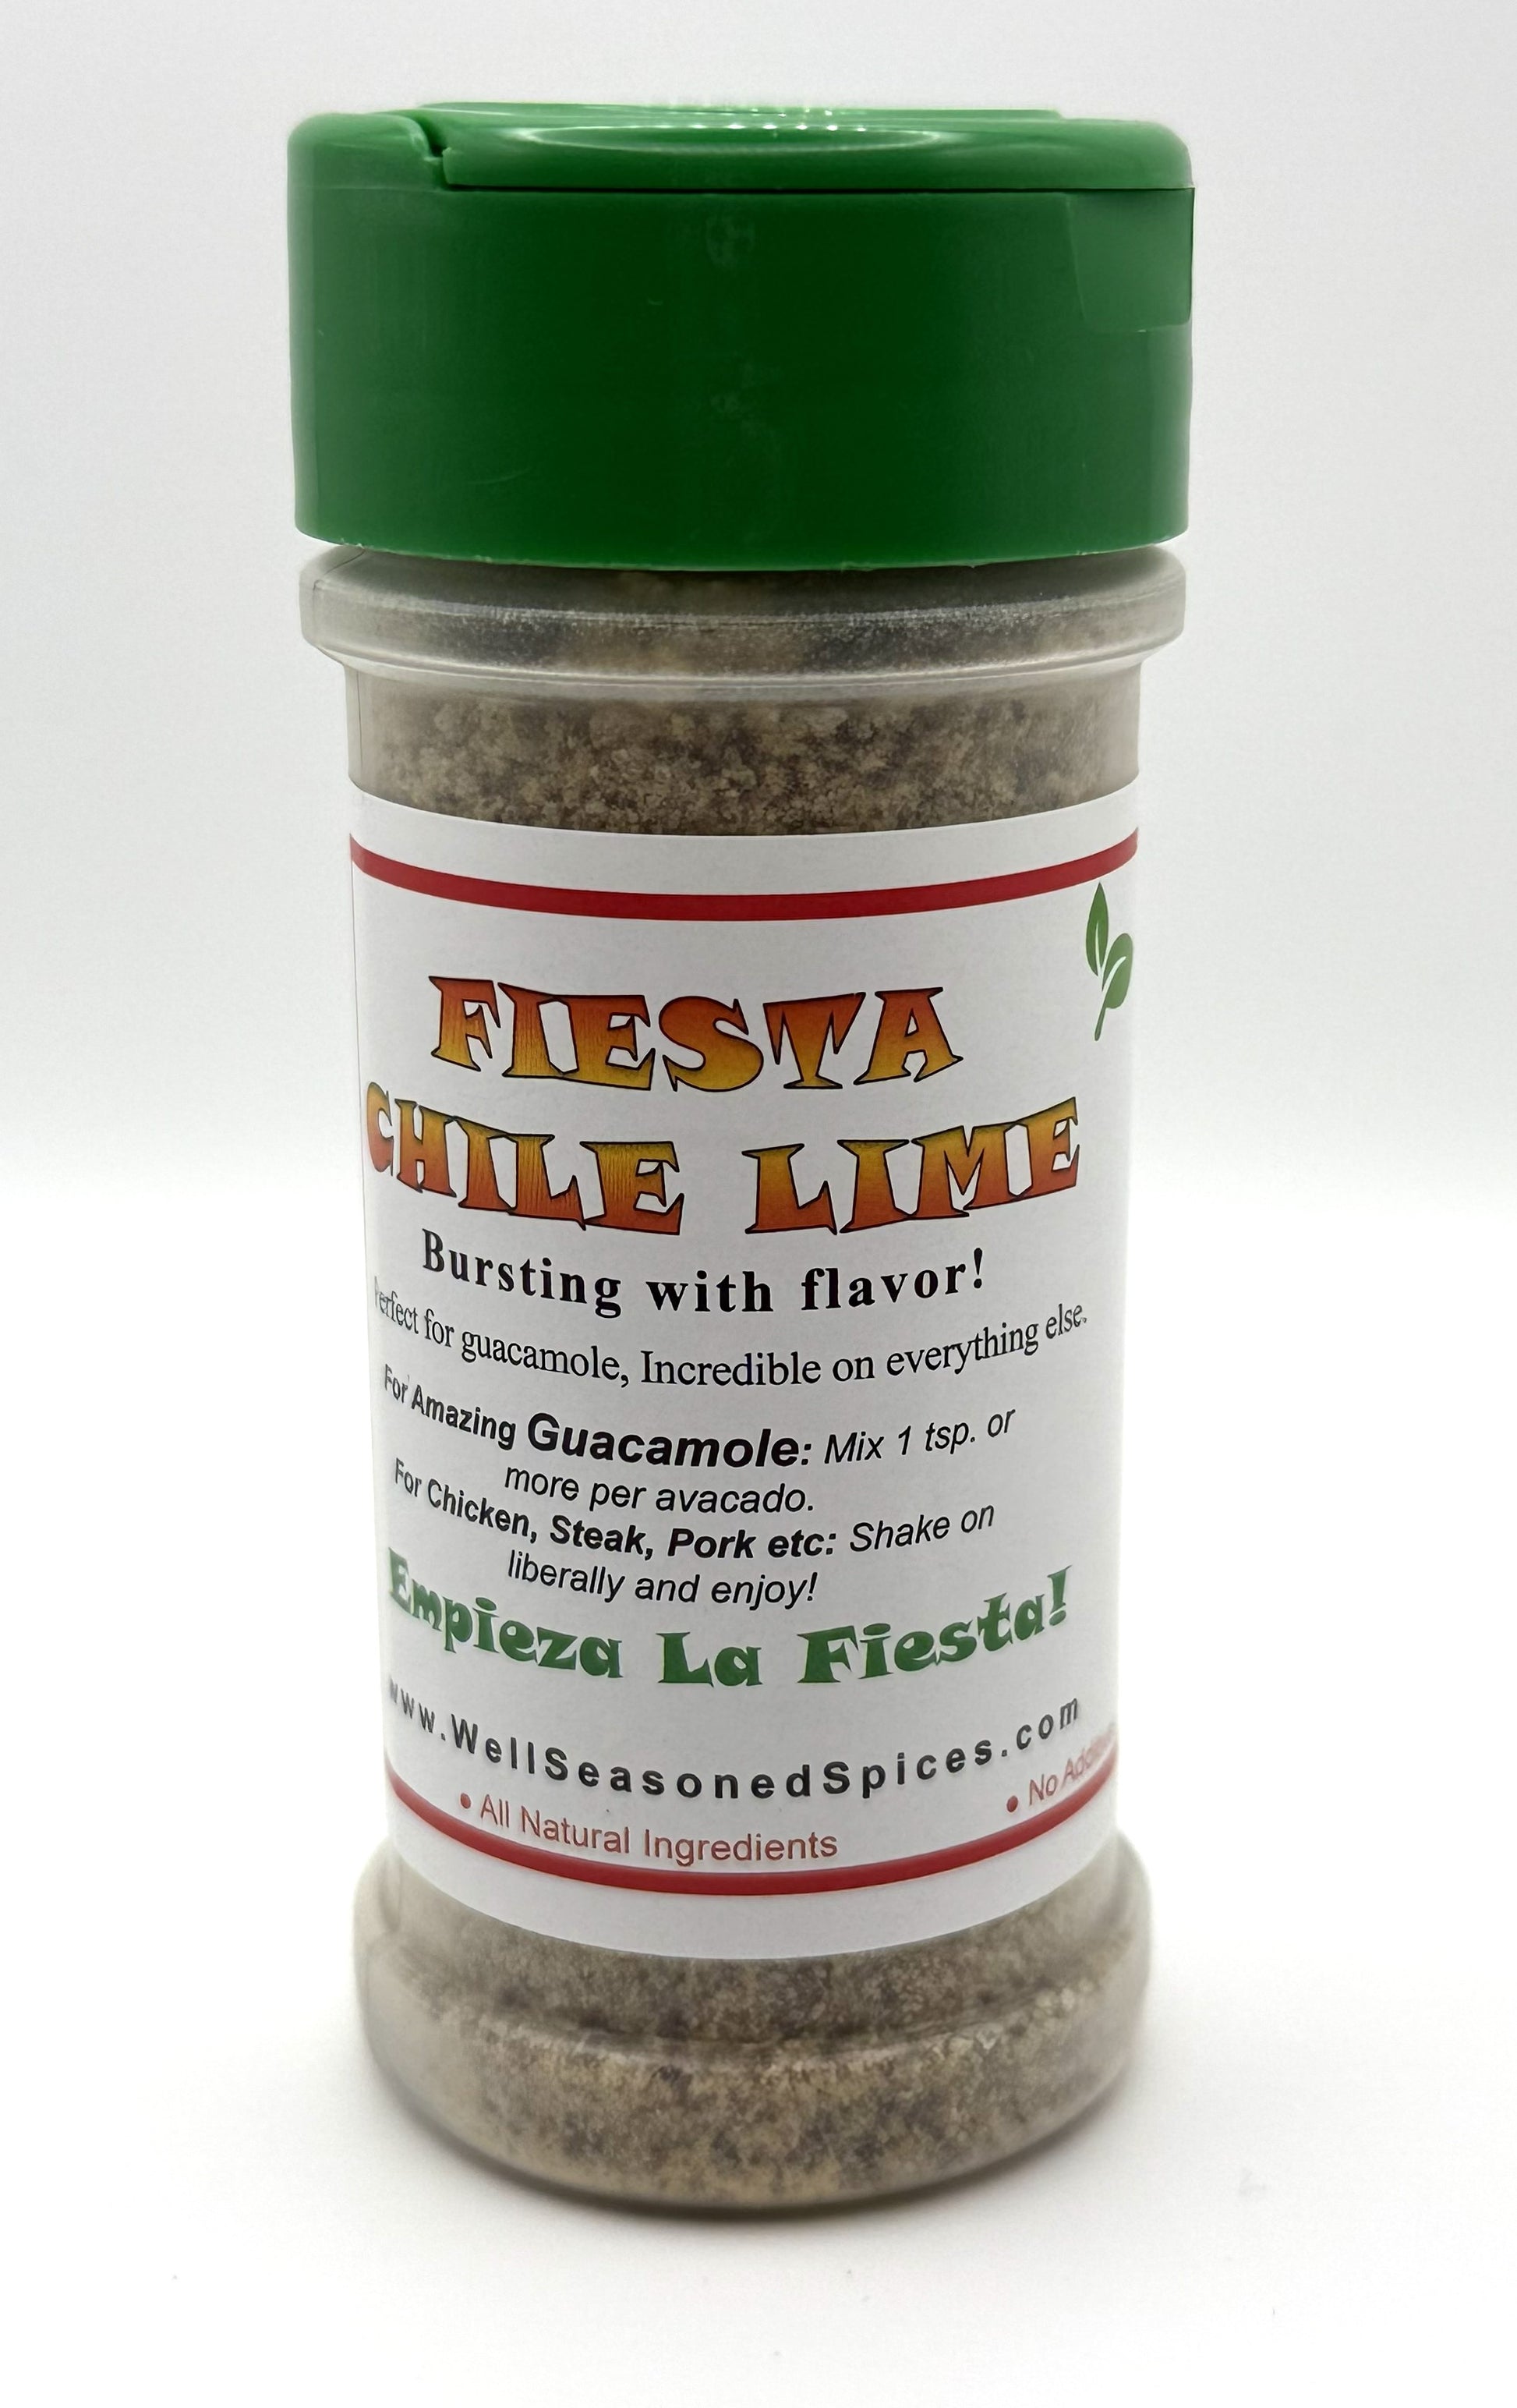 FIESTA
CHILE LIME
Bursting with flavor!
Perfect for guacamole, Incredible on everything else.
For Amazing Guacamole: Mix 1 tsp. or
more per avacado.
For Chicken, Steak, Pork etc: Shake on
liberally and enjoy!
Empieza La Fiesta!
www.WellSeasonedSpices.com
• All Natural Ingredients
• No